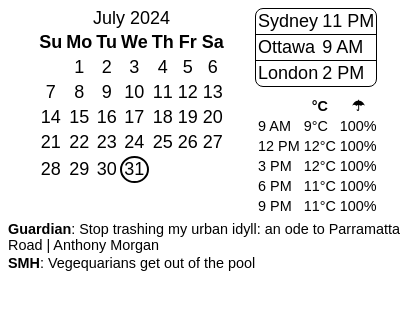 July 2024
Su Mo Tu We Th Fr Sa
1 2 3 4 5 6
7 8 9 10 11 12 13
14 15 16 17 18 19 20
21 22 23 24 25 26 27
28 29 30 31
Sydney 11 PM
Ottawa 9 AM
London 2 PM
°C ☂
9 AM 9°C 100%
12 PM 12°C 100%
3 PM 12°C 100%
6 PM 11°C 100%
9 PM 11°C 100%
Guardian: Stop trashing my urban idyll: an ode to Parramatta
Road | Anthony Morgan
SMH: Vegequarians get out of the pool